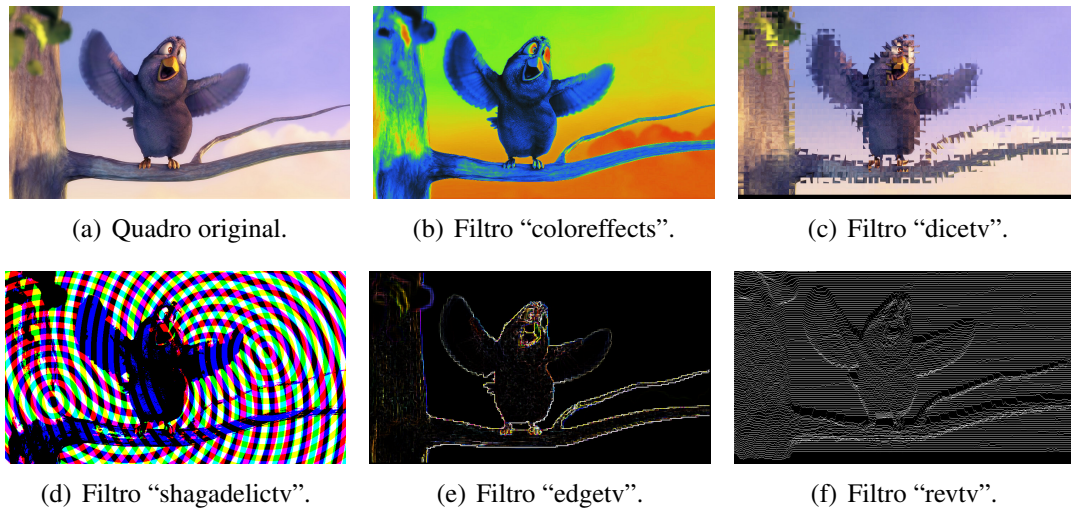 (a) Quadro original.
(b) Filtro “coloreffects”.
(c) Filtro “dicetv”.
(d) Filtro “shagadelictv”.
(e) Filtro “edgetv”.
(f) Filtro “revtv”.